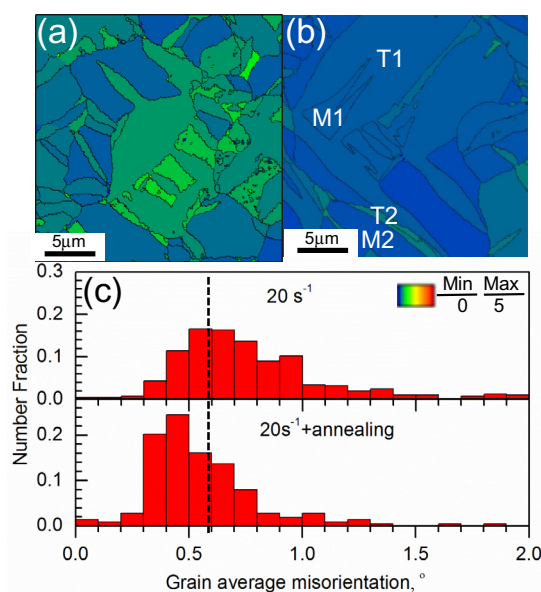 (a)
(b)
T1
M1
T2
M2
5µm
5µm
(c)
20 s⁻¹
Min Max
0 5
0.3
0.2
0.1
0.0
20s⁻¹+annealing
0.2
0.1
0.0
Number Fraction
0.0 0.5 1.0 1.5 2.0
Grain average misorientation, °